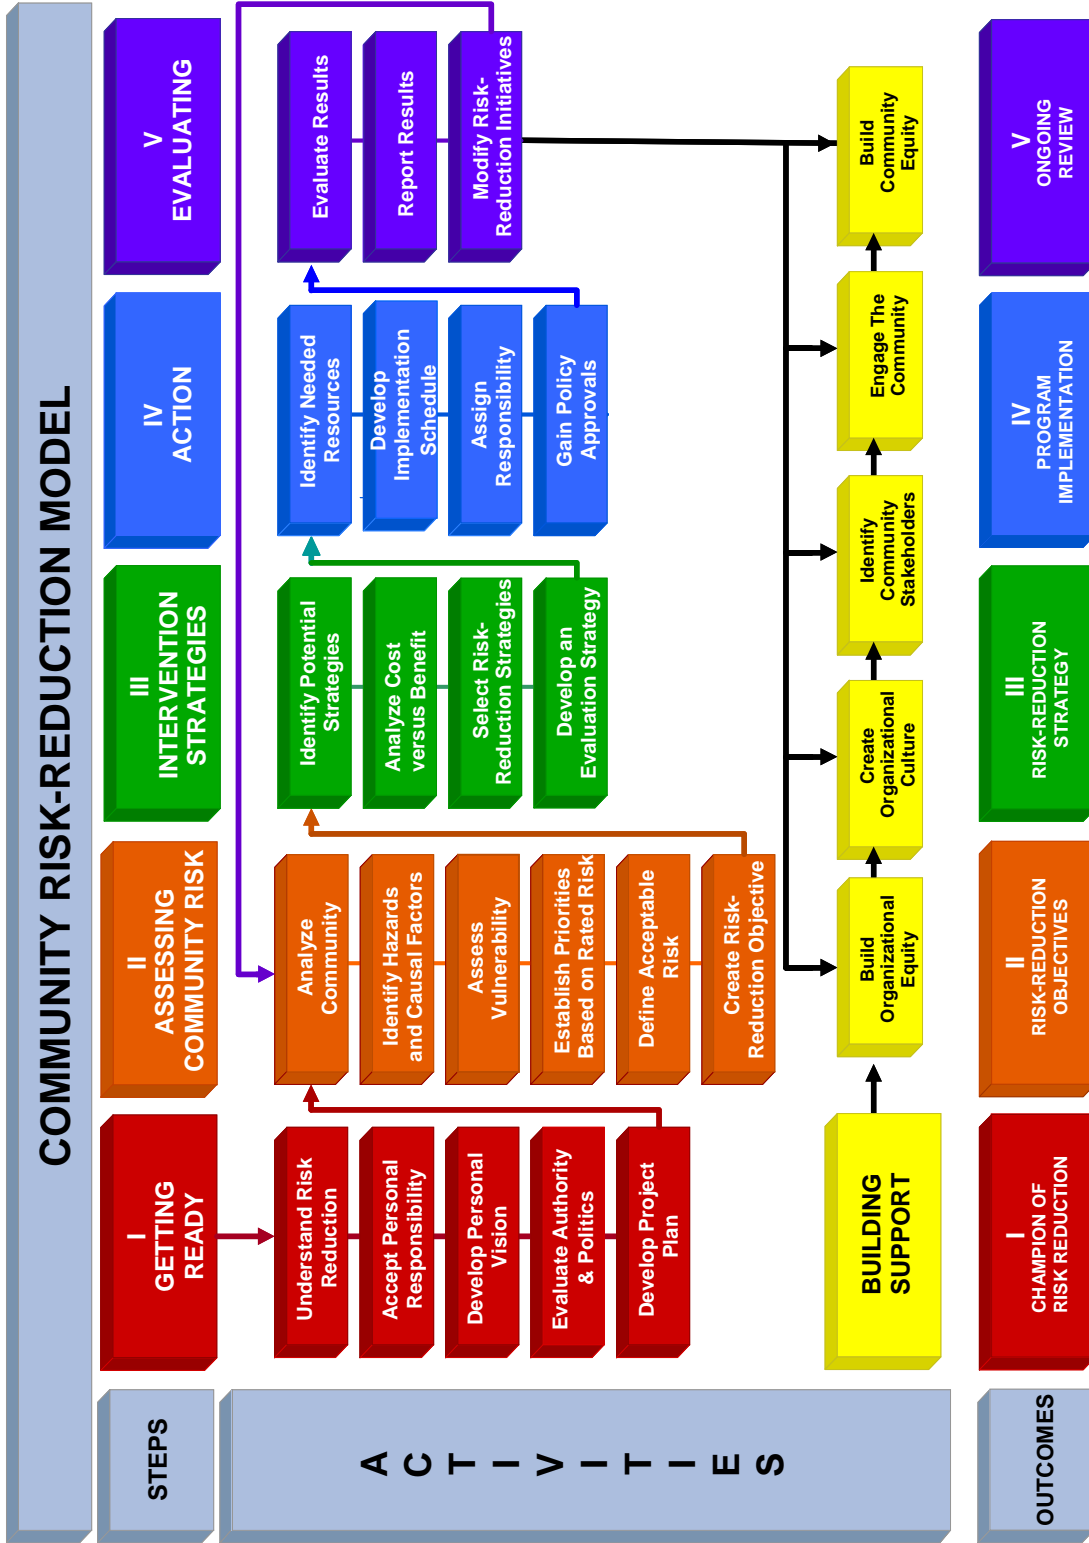 COMMUNITY RISK-REDUCTION MODEL
STEPS
I
GETTING
READY
II
ASSESSING
COMMUNITY RISK
III
INTERVENTION
STRATEGIES
IV
ACTION
V
EVALUATING
ACTIVITIES
Understand Risk
Reduction
Accept Personal
Responsibility
Develop Personal
Vision
Evaluate Authority
& Politics
Develop Project
Plan
Analyze
Community
Identify Hazards
and Causal Factors
Assess
Vulnerability
Establish Priorities
Based on Rated Risk
Define Acceptable
Risk
Create Risk-
Reduction Objective
Identify Potential
Strategies
Analyze Cost
versus Benefit
Select Risk-
Reduction Strategies
Develop an
Evaluation Strategy
Identify Needed
Resources
Develop
Implementation
Schedule
Assign
Responsibility
Gain Policy
Approvals
Evaluate Results
Report Results
Modify Risk-
Reduction Initiatives
BUILDING
SUPPORT
Build
Organizational
Equity
Create
Organizational
Culture
Identify
Community
Stakeholders
Engage The
Community
Build
Community
Equity
OUTCOMES
I
CHAMPION OF
RISK REDUCTION
II
RISK-REDUCTION
OBJECTIVES
III
RISK-REDUCTION
STRATEGY
IV
PROGRAM
IMPLEMENTATION
V
ONGOING
REVIEW